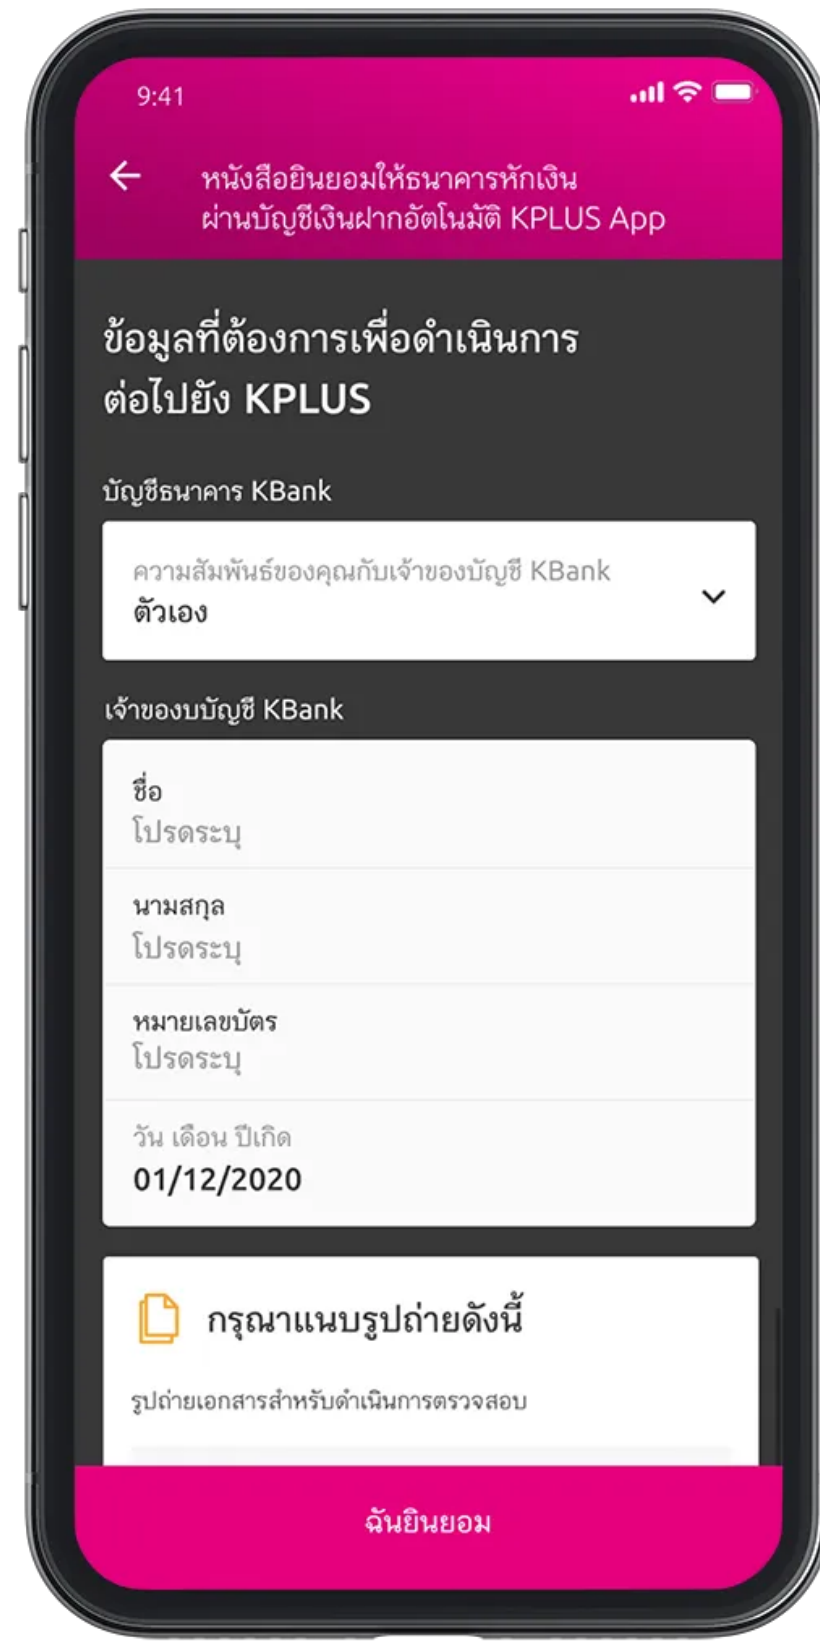 9:41
หนังสือยินยอมให้ธนาคารหักเงิน
ผ่านบัญชีเงินฝากอัตโนมัติ KPLUS App
ข้อมูลที่ต้องการเพื่อดำเนินการ
ต่อไปยัง KPLUS
บัญชีธนาคาร KBank
ความสัมพันธ์ของคุณกับเจ้าของบัญชี KBank
ตัวเอง
เจ้าของบบัญชี KBank
ชื่อ
โปรดระบุ
นามสกุล
โปรดระบุ
หมายเลขบัตร
โปรดระบุ
วัน เดือน ปีเกิด
01/12/2020
กรุณาแนบรูปถ่ายดังนี้
รูปถ่ายเอกสารสำหรับดำเนินการตรวจสอบ
ฉันยินยอม